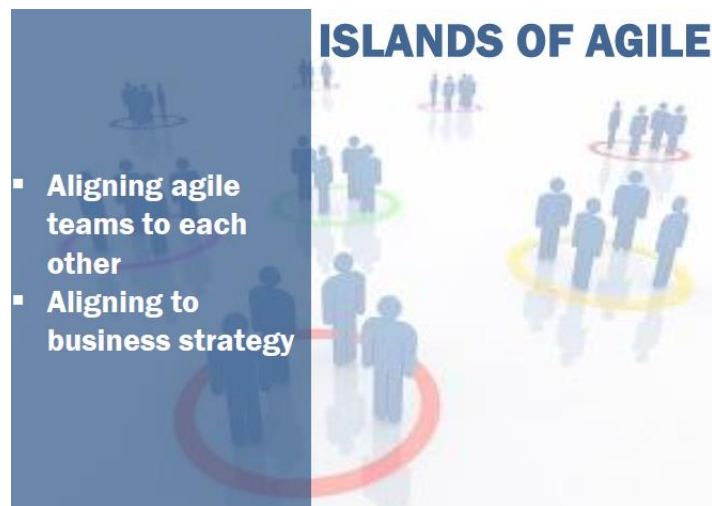 ISLANDS OF AGILE
▪ Aligning agile
teams to each
other
▪ Aligning to
business strategy